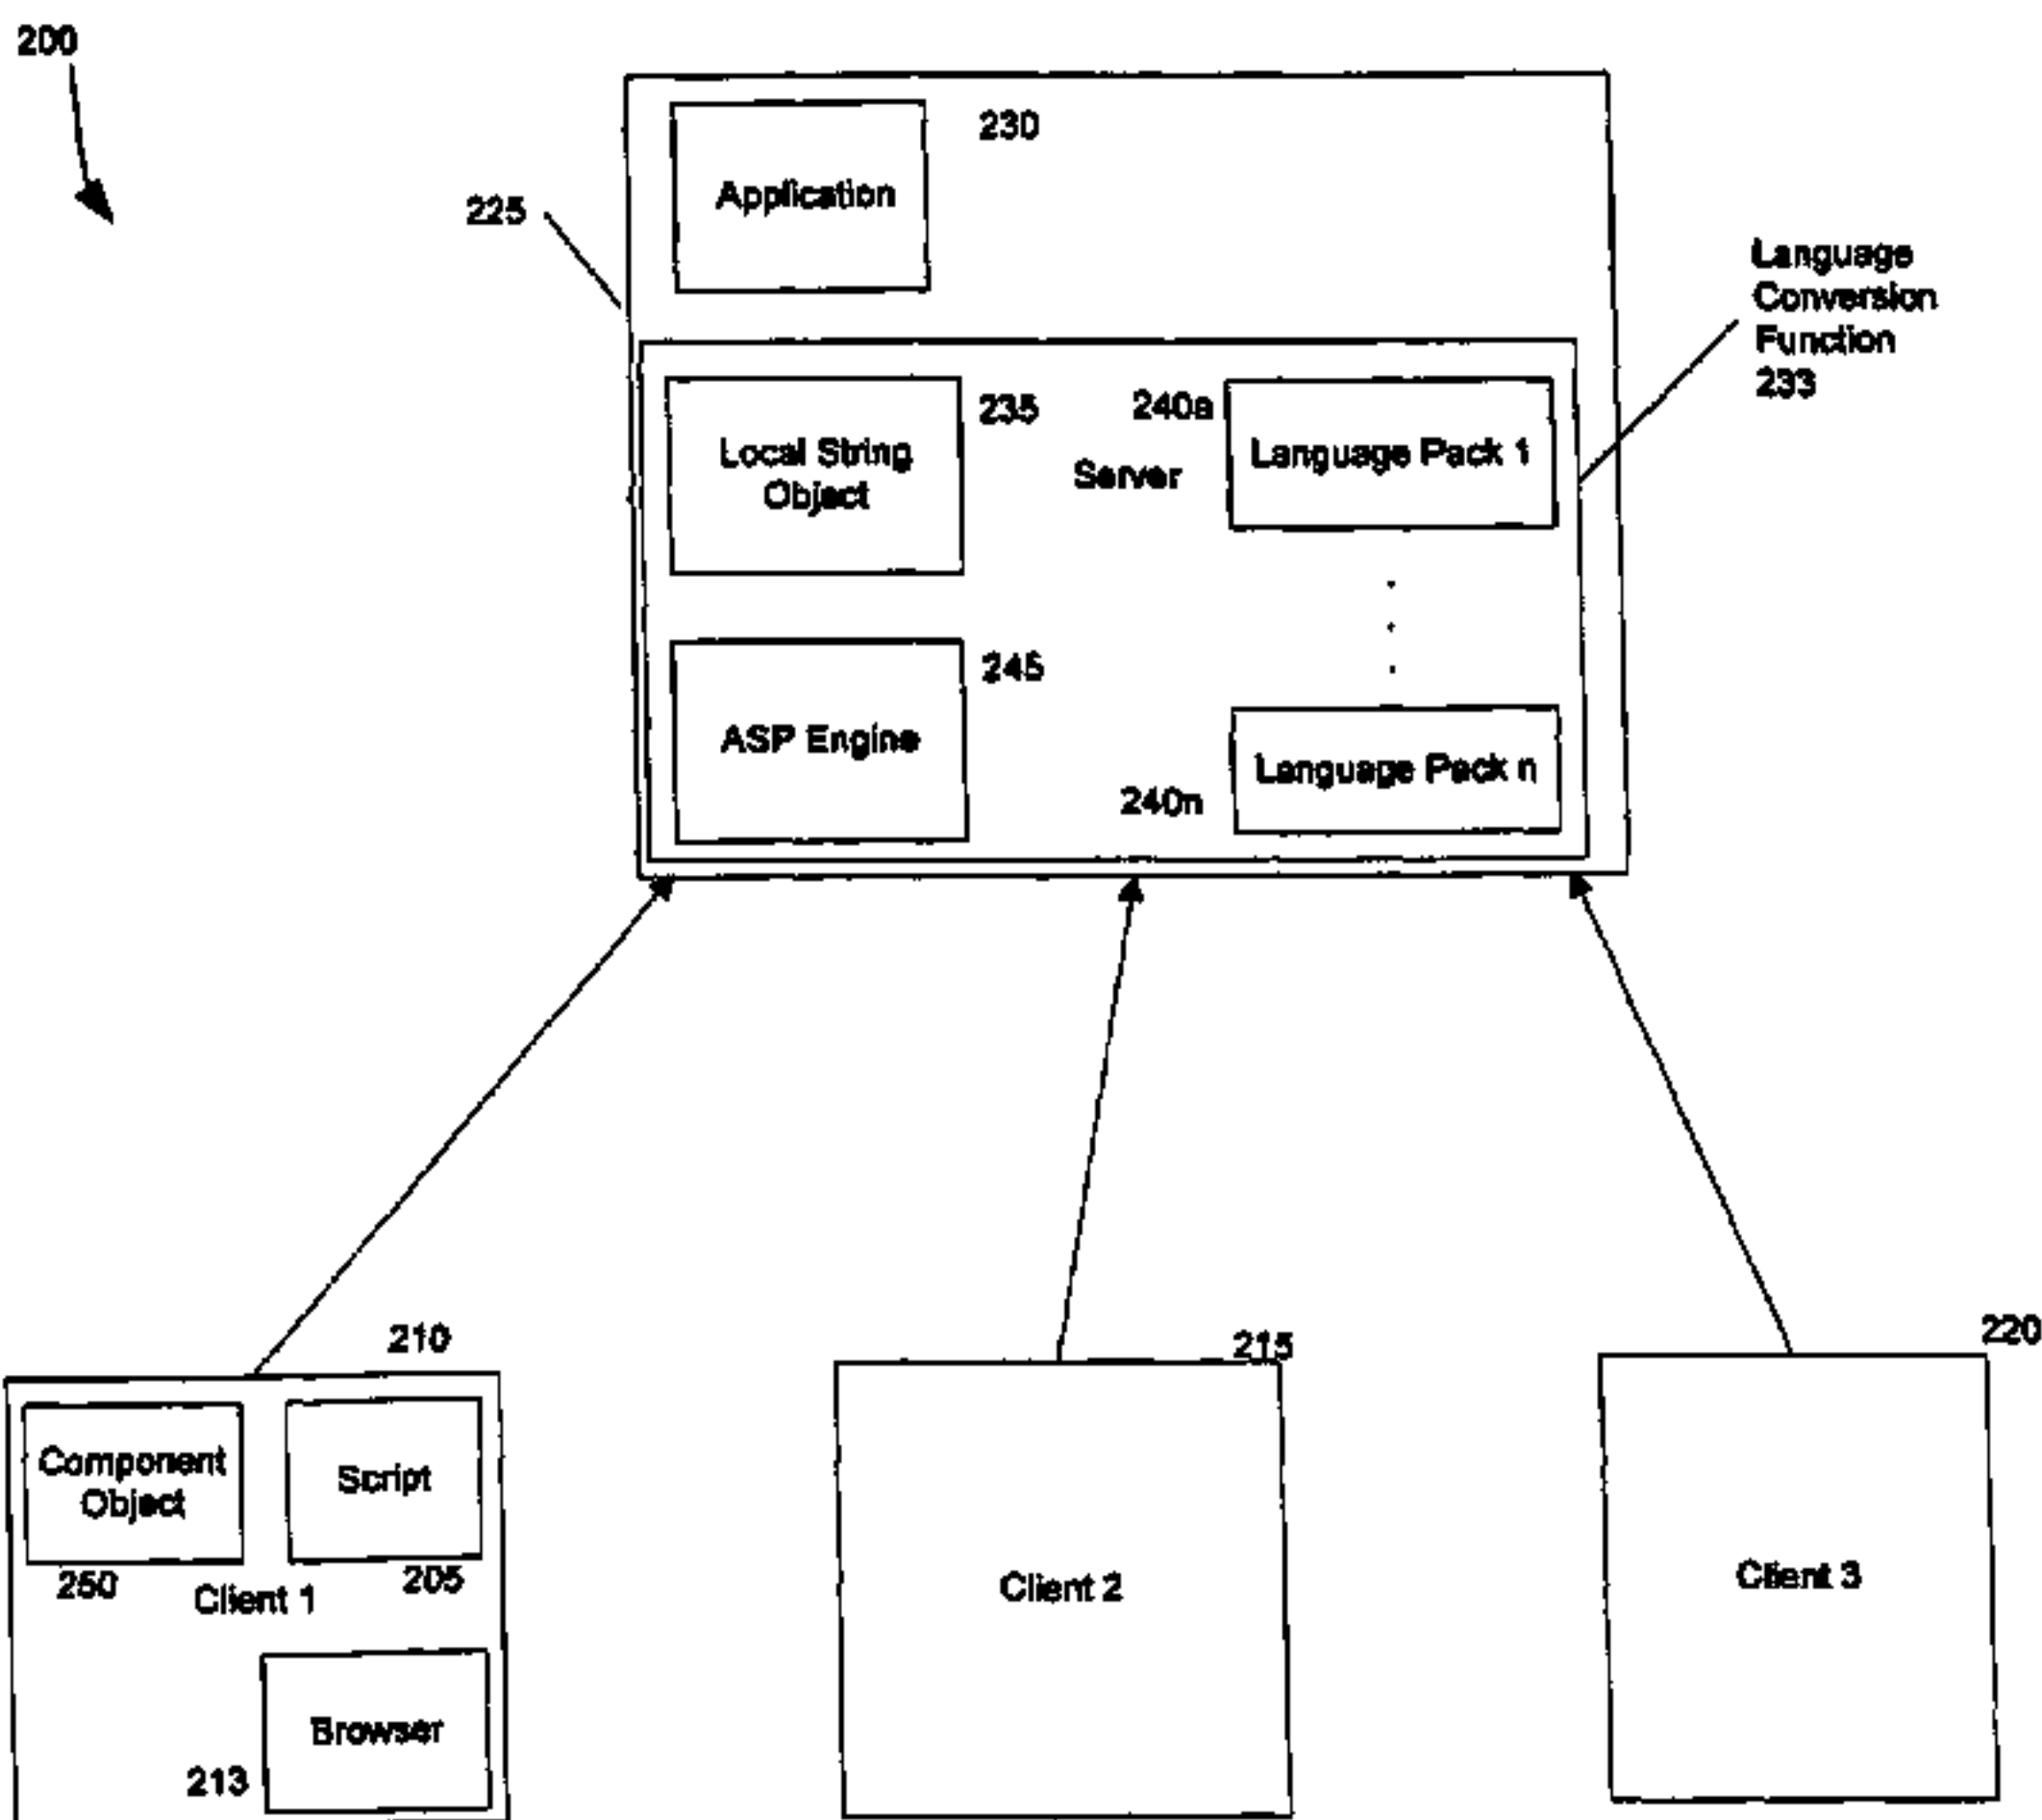 200
230
Application
225
Language
Conversion
Function
233
235
240a
Local String
Object
Server
Language Pack 1
245
ASP Engine
Language Pack n
240n
210
215
220
Component
Object
Script
250
205
Client 1
Client 2
Client 3
Browser
213